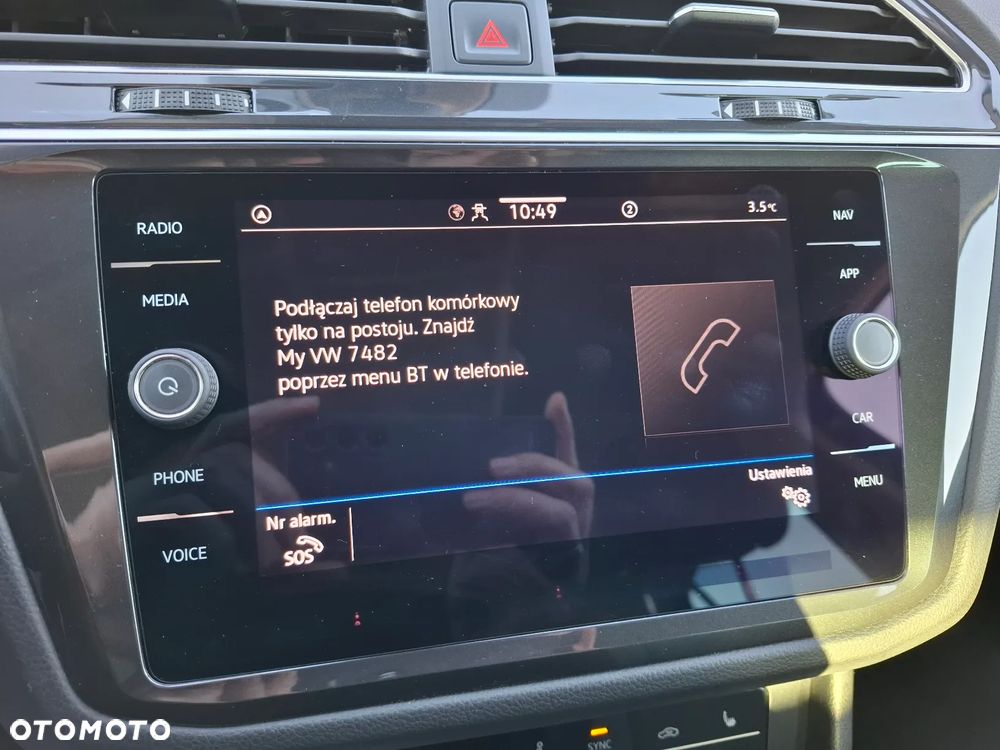 10:49
2
3.5°C
RADIO
MEDIA
PHONE
VOICE
Podłączaj telefon komórkowy
tylko na postoju. Znajdź
My VW 7482
poprzez menu BT w telefonie.
Nr alarm.
SOS
Ustawienia
NAV
APP
CAR
MENU
SYNC
OTOMOTO